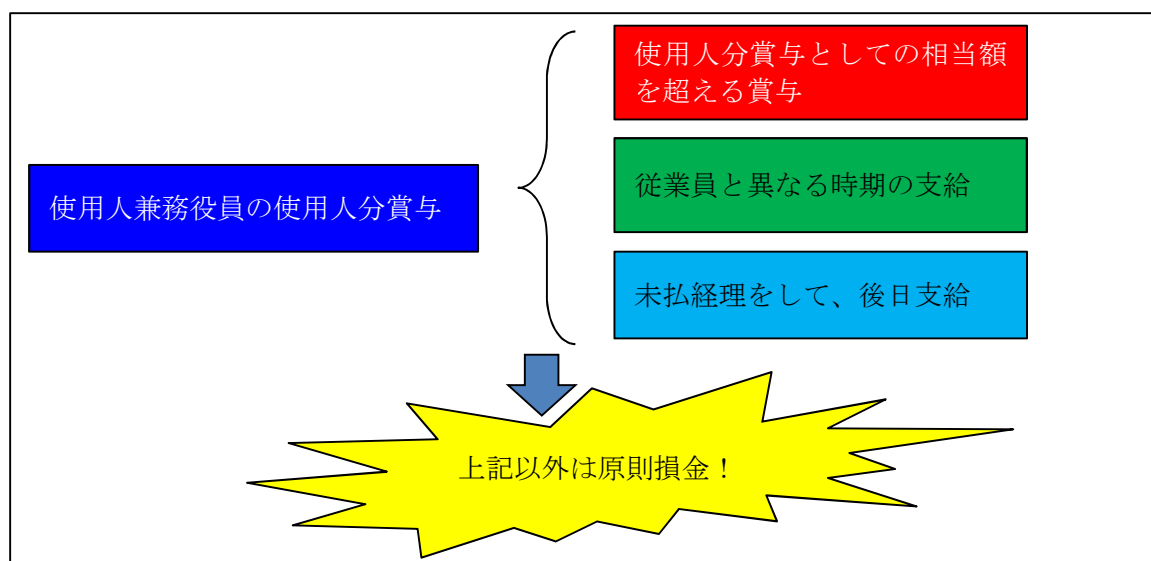 使用人分賞与としての相当額
を超える賞与
使用人兼務役員の使用人分賞与
従業員と異なる時期の支給
未払経理をして、後日支給
上記以外は原則損金！